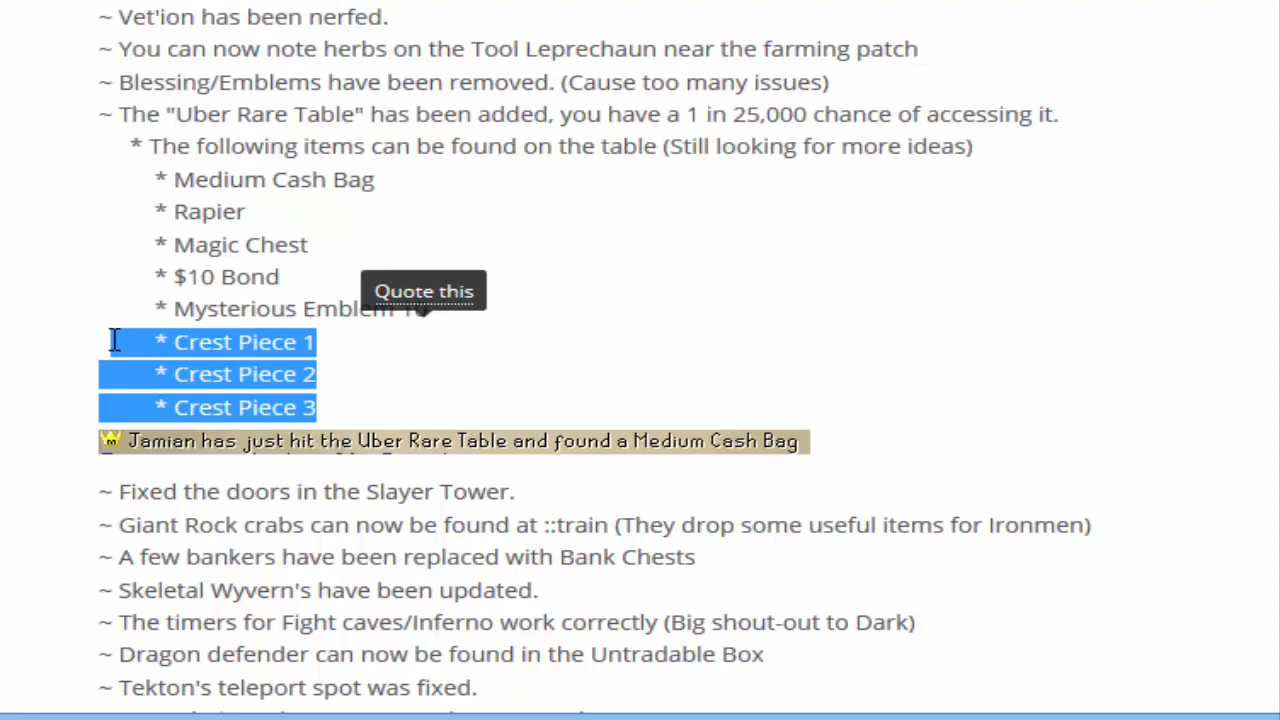 ~ Vet'ion has been nerfed.
~ You can now note herbs on the Tool Leprechaun near the farming patch
~ Blessing/Emblems have been removed. (Cause too many issues)
~ The "Uber Rare Table" has been added, you have a 1 in 25,000 chance of accessing it.
* The following items can be found on the table (Still looking for more ideas)
* Medium Cash Bag
* Rapier
* Magic Chest
* $10 Bond
Quote this
* Mysterious Emblem
* Crest Piece 1
* Crest Piece 2
* Crest Piece 3
Jamian has just hit the Uber Rare Table and found a Medium Cash Bag
~ Fixed the doors in the Slayer Tower.
~ Giant Rock crabs can now be found at ::train (They drop some useful items for Ironmen)
~ A few bankers have been replaced with Bank Chests
~ Skeletal Wyvern's have been updated.
~ The timers for Fight caves/Inferno work correctly (Big shout-out to Dark)
~ Dragon defender can now be found in the Untradable Box
~ Tekton's teleport spot was fixed.